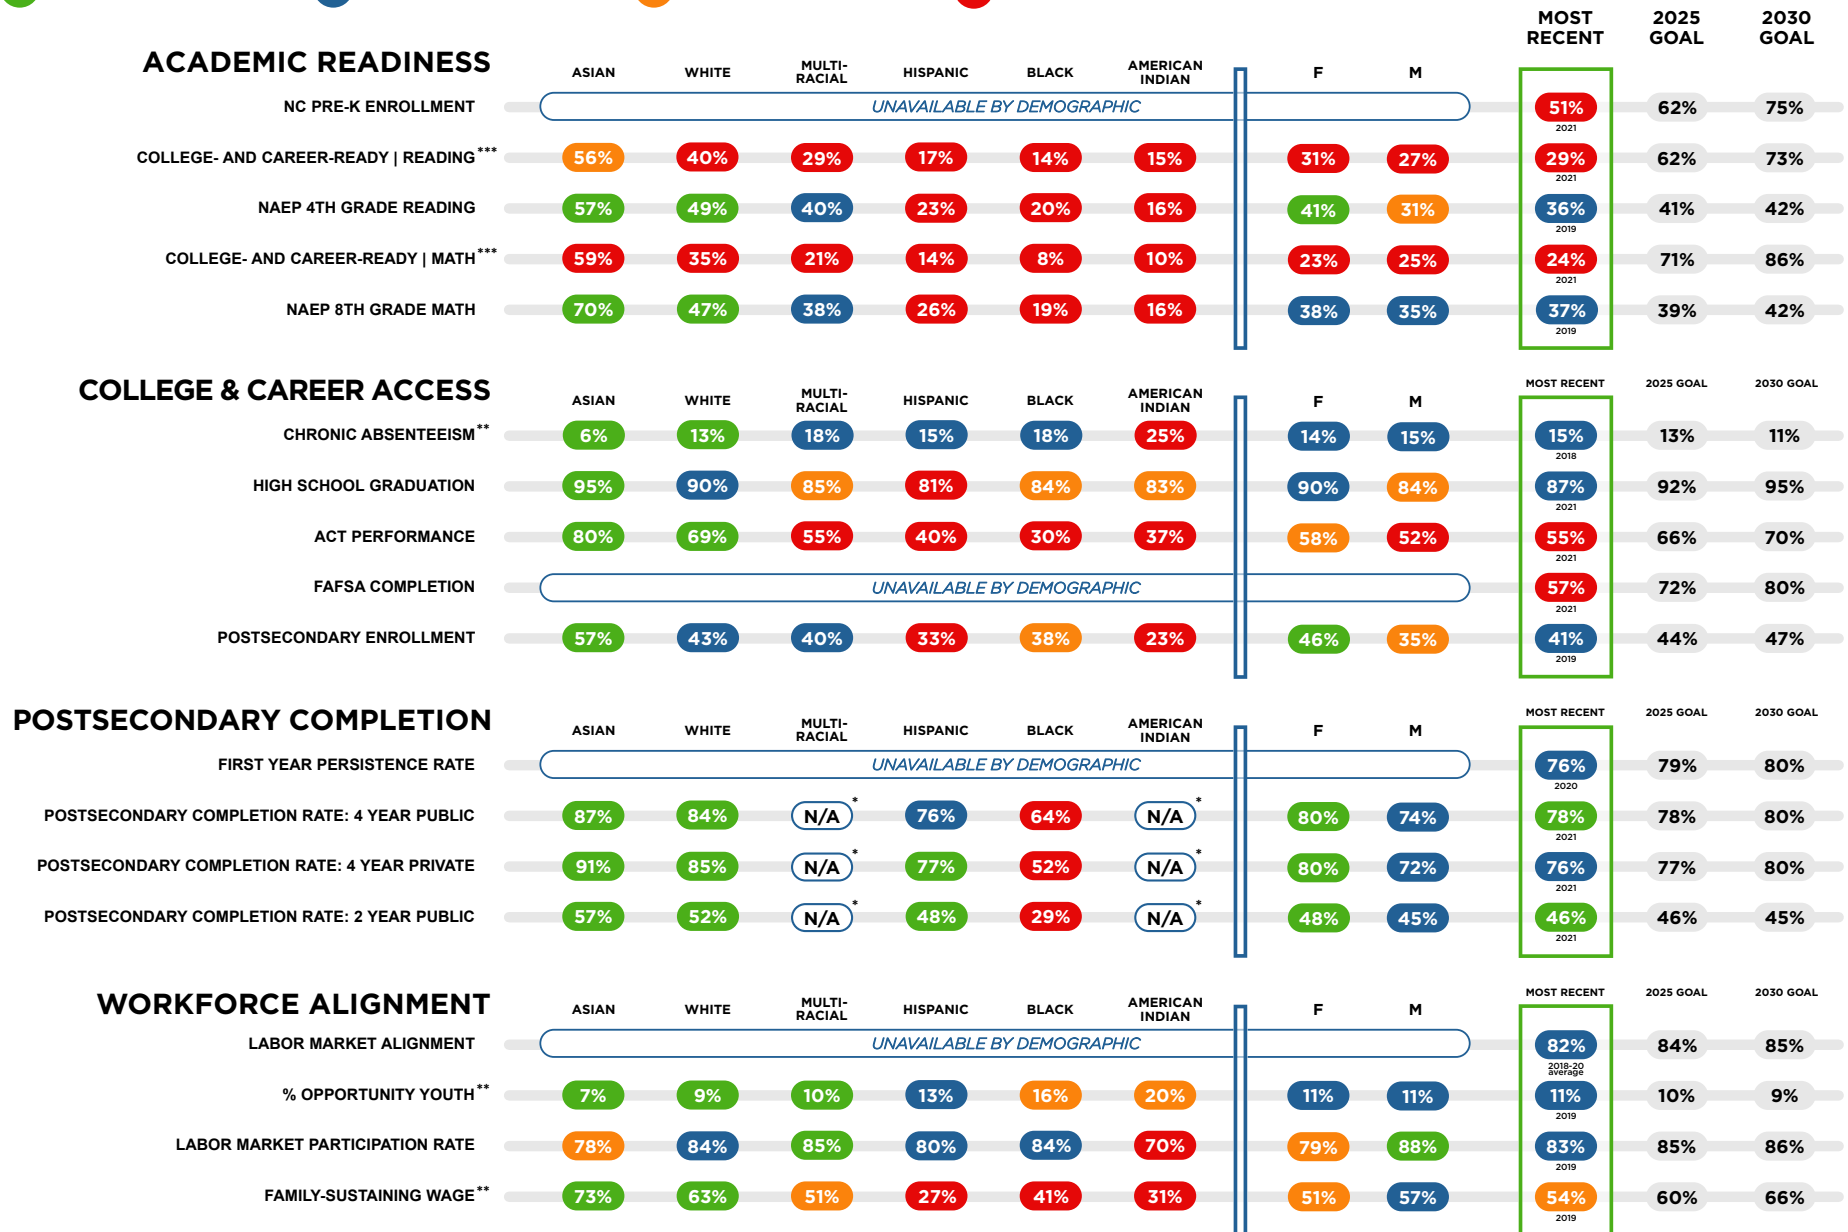 MOST RECENT 2025 GOAL 2030 GOAL
ACADEMIC READINESS ASIAN WHITE MULTI-RACIAL HISPANIC BLACK AMERICAN INDIAN F M
NC PRE-K ENROLLMENT UNAVAILABLE BY DEMOGRAPHIC 51% 62% 75%
2021
COLLEGE- AND CAREER-READY | READING*** 56% 40% 29% 17% 14% 15% 31% 27% 29% 62% 73%
2021
NAEP 4TH GRADE READING 57% 49% 40% 23% 20% 16% 41% 31% 36% 41% 42%
2019
COLLEGE- AND CAREER-READY | MATH*** 59% 35% 21% 14% 8% 10% 23% 25% 24% 71% 86%
2021
NAEP 8TH GRADE MATH 70% 47% 38% 26% 19% 16% 38% 35% 37% 39% 42%
2019
COLLEGE & CAREER ACCESS ASIAN WHITE MULTI-RACIAL HISPANIC BLACK AMERICAN INDIAN F M MOST RECENT 2025 GOAL 2030 GOAL
CHRONIC ABSENTEEISM** 6% 13% 18% 15% 18% 25% 14% 15% 15% 13% 11%
2018
HIGH SCHOOL GRADUATION 95% 90% 85% 81% 84% 83% 90% 84% 87% 92% 95%
2021
ACT PERFORMANCE 80% 69% 55% 40% 30% 37% 58% 52% 55% 66% 70%
2021
FAFSA COMPLETION UNAVAILABLE BY DEMOGRAPHIC 57% 72% 80%
2021
POSTSECONDARY ENROLLMENT 57% 43% 40% 33% 38% 23% 46% 35% 41% 44% 47%
2019
POSTSECONDARY COMPLETION ASIAN WHITE MULTI-RACIAL HISPANIC BLACK AMERICAN INDIAN F M MOST RECENT 2025 GOAL 2030 GOAL
FIRST YEAR PERSISTENCE RATE UNAVAILABLE BY DEMOGRAPHIC 76% 79% 80%
2020
POSTSECONDARY COMPLETION RATE: 4 YEAR PUBLIC 87% 84% N/A* 76% 64% N/A* 80% 74% 78% 78% 80%
2021
POSTSECONDARY COMPLETION RATE: 4 YEAR PRIVATE 91% 85% N/A* 77% 52% N/A* 80% 72% 76% 77% 80%
2021
POSTSECONDARY COMPLETION RATE: 2 YEAR PUBLIC 57% 52% N/A* 48% 29% N/A* 48% 45% 46% 46% 45%
2021
WORKFORCE ALIGNMENT ASIAN WHITE MULTI-RACIAL HISPANIC BLACK AMERICAN INDIAN F M MOST RECENT 2025 GOAL 2030 GOAL
LABOR MARKET ALIGNMENT UNAVAILABLE BY DEMOGRAPHIC 82% 84% 85%
2018-20 average
% OPPORTUNITY YOUTH** 7% 9% 10% 13% 16% 20% 11% 11% 11% 10% 9%
2019
LABOR MARKET PARTICIPATION RATE 78% 84% 85% 80% 84% 70% 79% 88% 83% 85% 86%
2019
FAMILY-SUSTAINING WAGE** 73% 63% 51% 27% 41% 31% 51% 57% 54% 60% 66%
2019